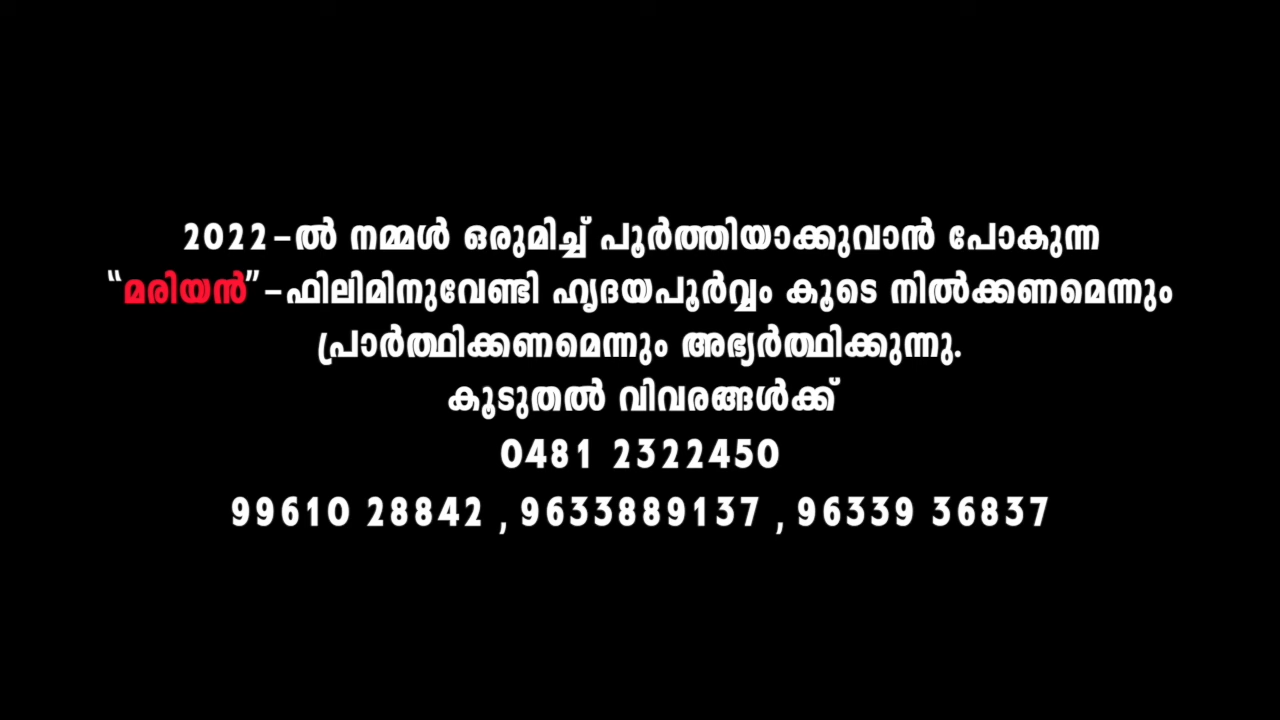 2022-ൽ നമ്മൾ ഒരുമിച്ച് പൂർത്തിയാക്കുവാൻ പോകുന്ന
“മരിയൻ”-ഫിലിമിനുവേണ്ടി ഹൃദയപൂർവ്വം കൂടെ നിൽക്കണമെന്നും
പ്രാർത്ഥിക്കണമെന്നും അഭ്യർത്ഥിക്കുന്നു.
കൂടുതൽ വിവരങ്ങൾക്ക്
0481 2322450
99610 28842 , 9633889137 , 96339 36837